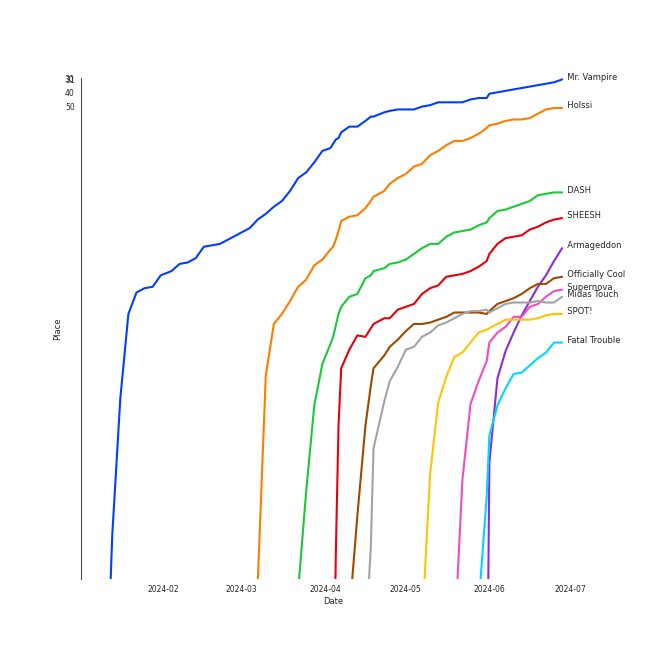 30
31
40
50
Place
Mr. Vampire
Holssi
DASH
SHEESH
Armageddon
Officially Cool
Supernova
Midas Touch
SPOT!
Fatal Trouble
2024-02
2024-03
2024-04
2024-05
2024-06
2024-07
Date